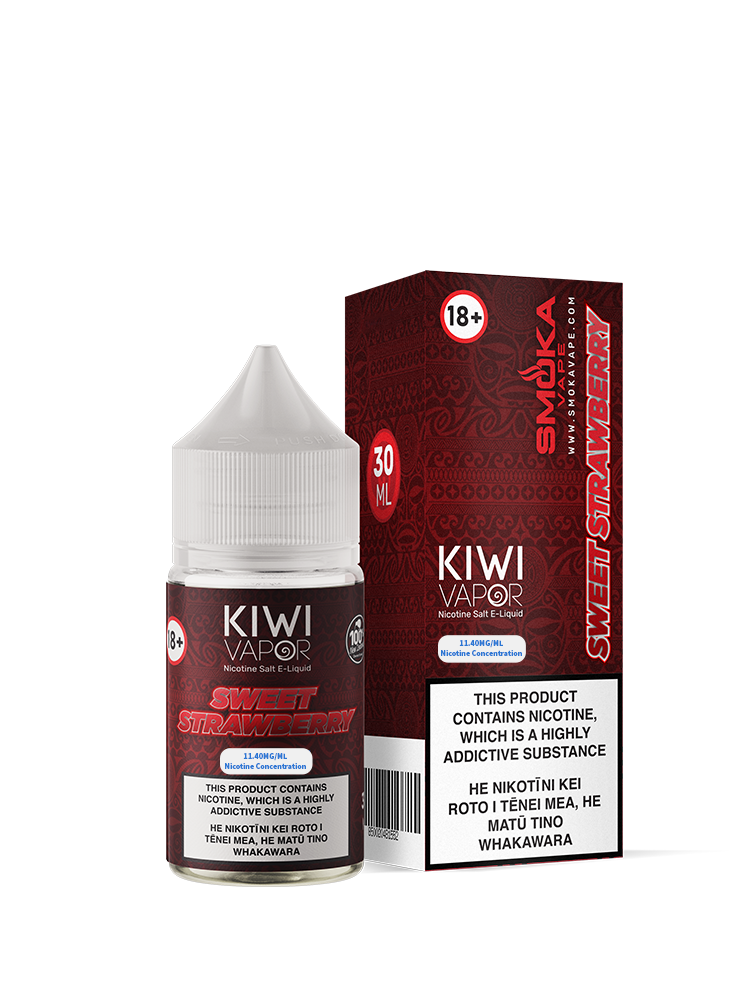 18+
SMOKA
VAPE
WWW.SMOKAVAPE.COM
SWEET STRAWBERRY
30
ML
KIWI
VAPOR
Nicotine Salt E-Liquid
11.40MG/ML
Nicotine Concentration
THIS PRODUCT
CONTAINS NICOTINE,
WHICH IS A HIGHLY
ADDICTIVE SUBSTANCE
HE NIKOTĪNI KEI
ROTO I TĒNEI MEA, HE
MATŪ TINO
WHAKAWARA
18+
KIWI
VAPOR
Nicotine Salt E-Liquid
100%
SWEET
STRAWBERRY
11.40MG/ML
Nicotine Concentration
THIS PRODUCT CONTAINS
NICOTINE, WHICH IS A HIGHLY
ADDICTIVE SUBSTANCE
HE NIKOTĪNI KEI ROTO I
TĒNEI MEA, HE MATŪ TINO
WHAKAWARA